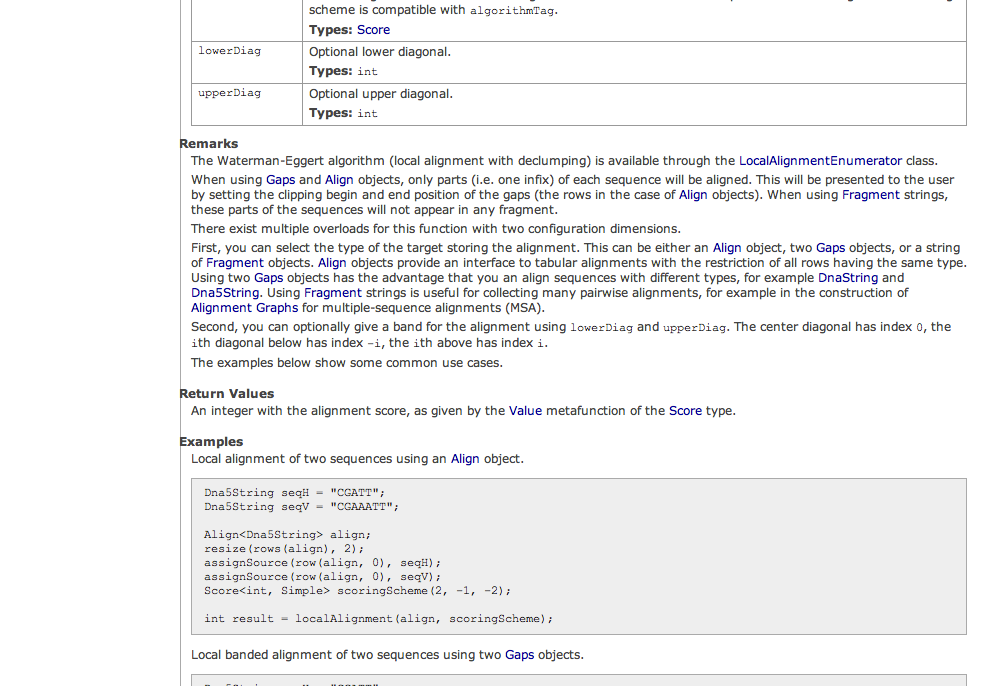 scheme is compatible with algorithmTag.
Types: Score
lowerDiag
Optional lower diagonal.
Types: int
upperDiag
Optional upper diagonal.
Types: int
Remarks
The Waterman-Eggert algorithm (local alignment with declumping) is available through the LocalAlignmentEnumerator class.
When using Gaps and Align objects, only parts (i.e. one infix) of each sequence will be aligned. This will be presented to the user
by setting the clipping begin and end position of the gaps (the rows in the case of Align objects). When using Fragment strings,
these parts of the sequences will not appear in any fragment.
There exist multiple overloads for this function with two configuration dimensions.
First, you can select the type of the target storing the alignment. This can be either an Align object, two Gaps objects, or a string
of Fragment objects. Align objects provide an interface to tabular alignments with the restriction of all rows having the same type.
Using two Gaps objects has the advantage that you an align sequences with different types, for example DnaString and
Dna5String. Using Fragment strings is useful for collecting many pairwise alignments, for example in the construction of
Alignment Graphs for multiple-sequence alignments (MSA).
Second, you can optionally give a band for the alignment using lowerDiag and upperDiag. The center diagonal has index 0, the
ith diagonal below has index -i, the ith above has index i.
The examples below show some common use cases.
Return Values
An integer with the alignment score, as given by the Value metafunction of the Score type.
Examples
Local alignment of two sequences using an Align object.
Dna5String seqH = "CGATT";
Dna5String seqV = "CGAAATT";
Align<Dna5String> align;
resize(rows(align), 2);
assignSource(row(align, 0), seqH);
assignSource(row(align, 0), seqV);
Score<int, Simple> scoringScheme(2, -1, -2);
int result = localAlignment(align, scoringScheme);
Local banded alignment of two sequences using two Gaps objects.